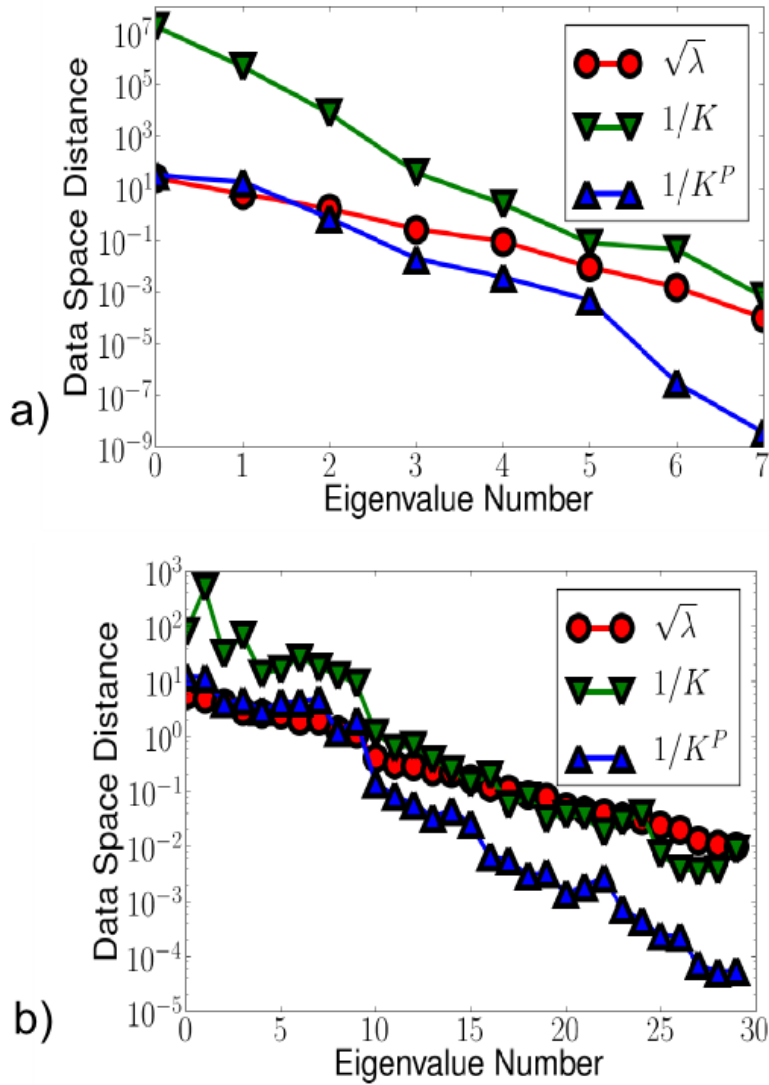 a)
Data Space Distance
10^7
10^5
10^3
10^1
10^−1
10^−3
10^−5
10^−7
10^−9
√λ
1/K
1/K^P
0 1 2 3 4 5 6 7
Eigenvalue Number
b)
Data Space Distance
10^3
10^2
10^1
10^0
10^−1
10^−2
10^−3
10^−4
10^−5
√λ
1/K
1/K^P
0 5 10 15 20 25 30
Eigenvalue Number